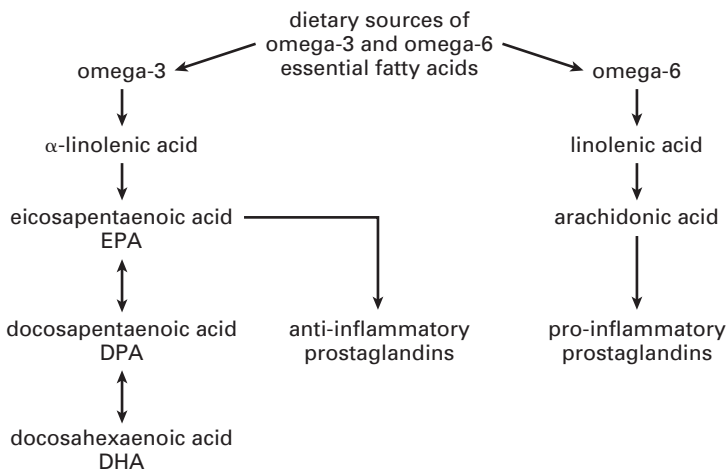 dietary sources of
omega-3 and omega-6
essential fatty acids
omega-3
omega-6
α-linolenic acid
linolenic acid
eicosapentaenoic acid
EPA
arachidonic acid
docosapentaenoic acid
DPA
anti-inflammatory
prostaglandins
pro-inflammatory
prostaglandins
docosahexaenoic acid
DHA